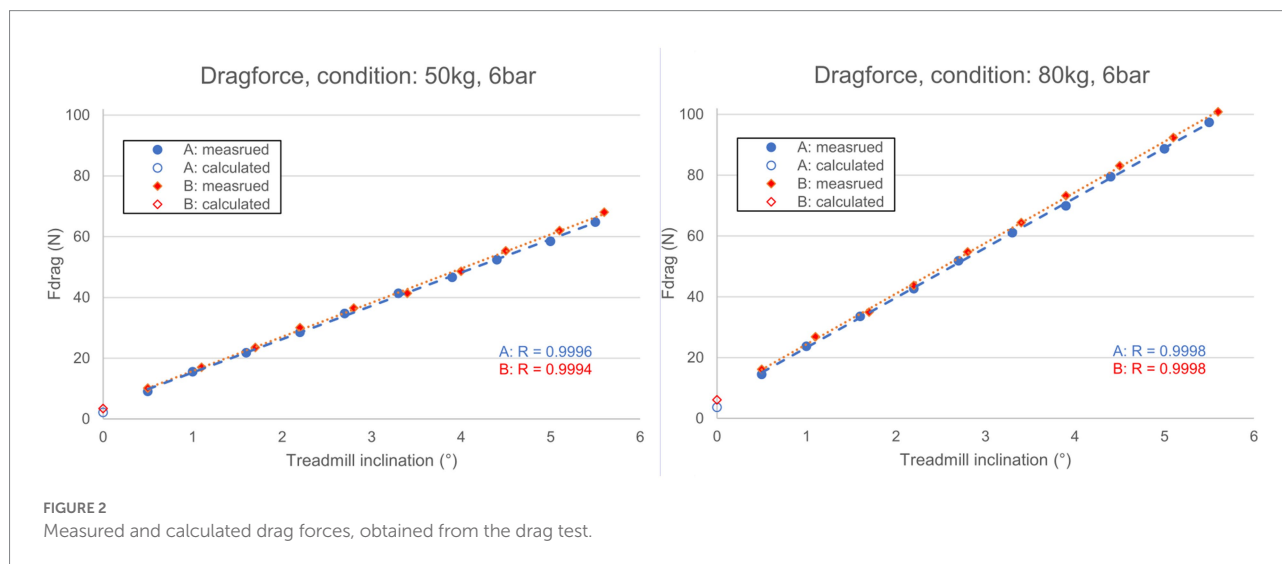 Dragforce, condition: 50kg, 6bar
100
80
60
40
20
0
Fdrag (N)
A: measrued
A: calculated
B: measrued
B: calculated
A: R = 0.9996
B: R = 0.9994
0 1 2 3 4 5 6
Treadmill inclination (°)
Dragforce, condition: 80kg, 6bar
100
80
60
40
20
0
Fdrag (N)
A: measrued
A: calculated
B: measrued
B: calculated
A: R = 0.9998
B: R = 0.9998
0 1 2 3 4 5 6
Treadmill inclination (°)
FIGURE 2
Measured and calculated drag forces, obtained from the drag test.